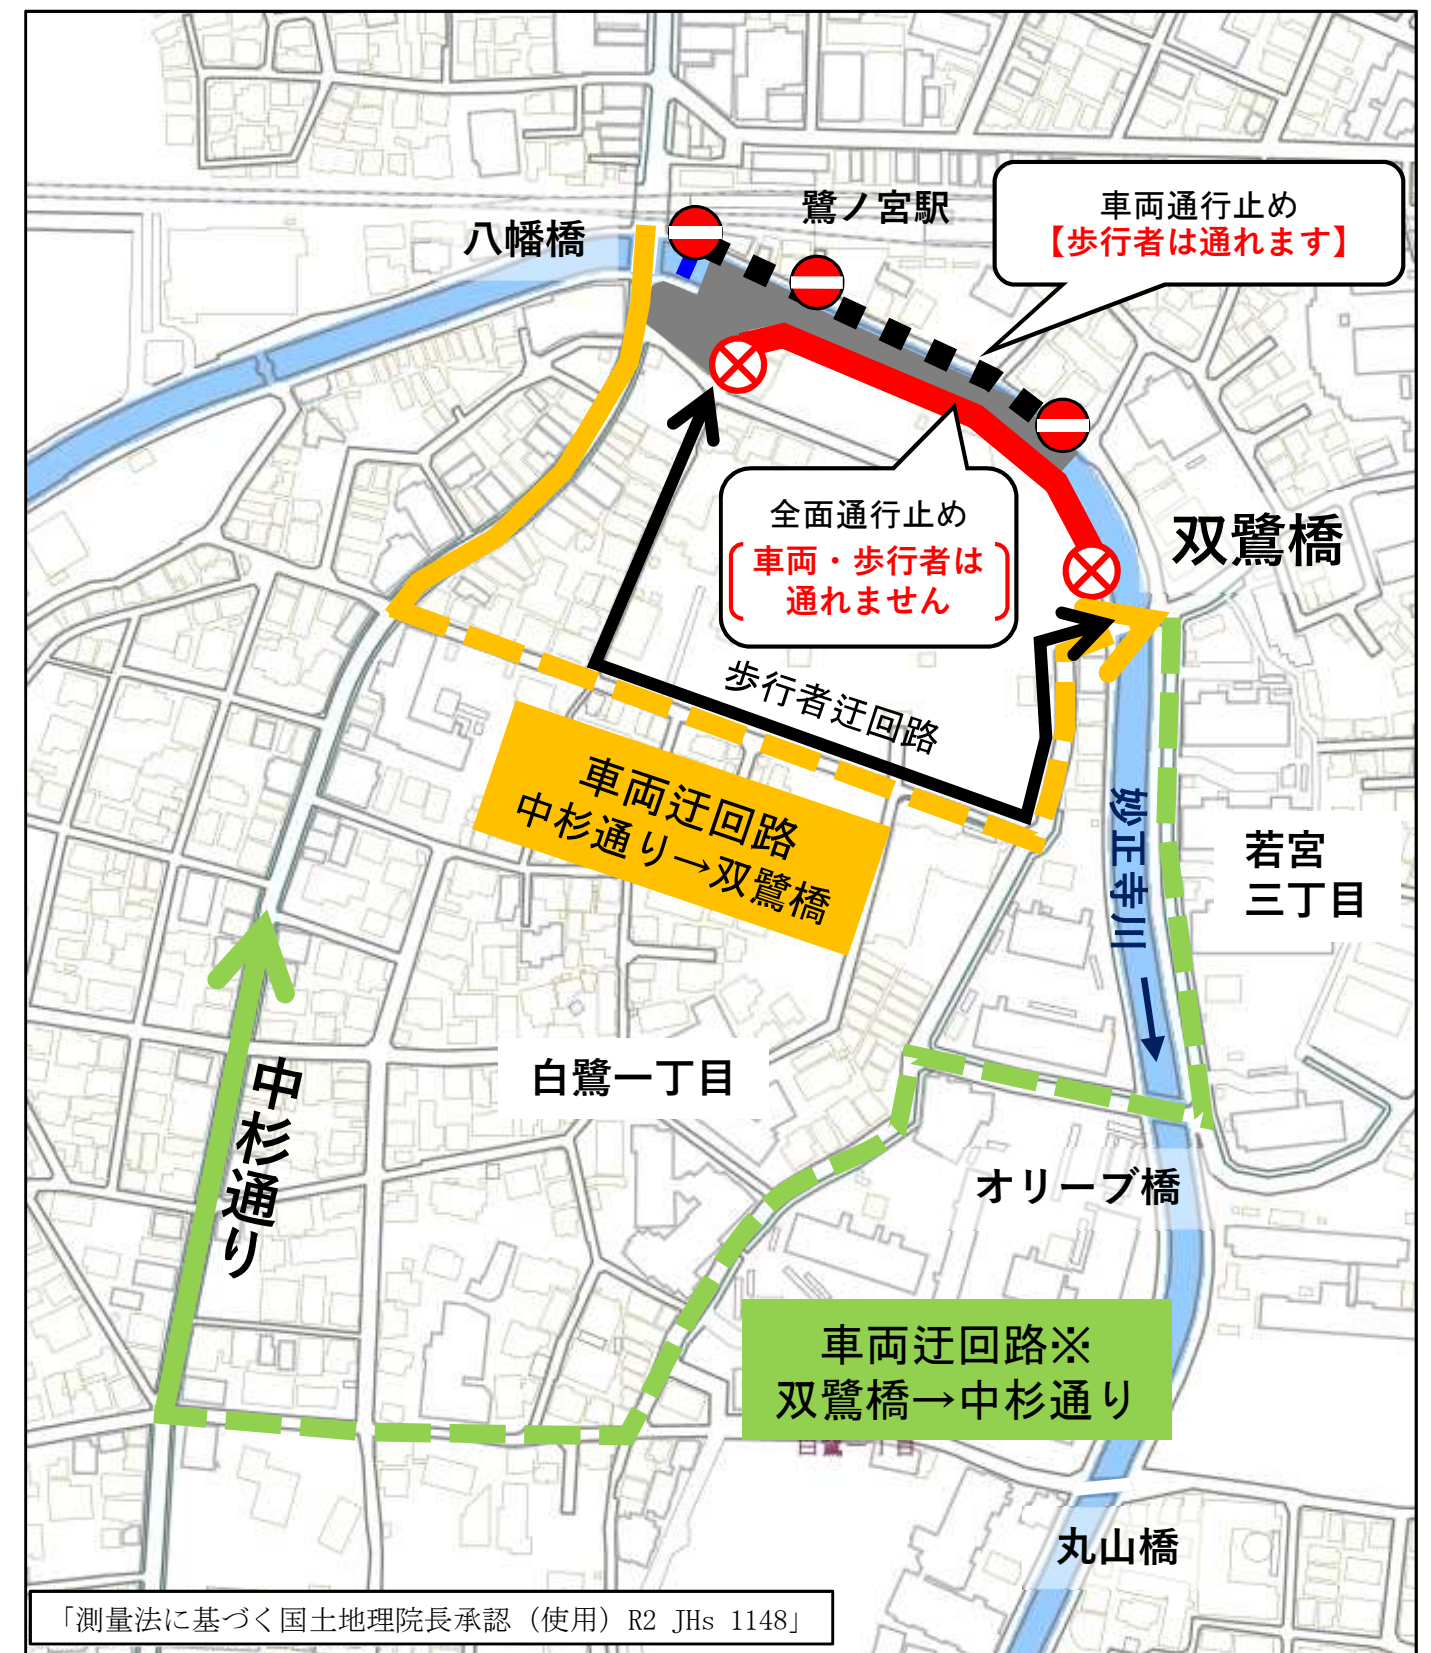 鷺ノ宮駅
八幡橋
車両通行止め
【歩行者は通れます】
全面通行止め
車両・歩行者は
通れません
双鷺橋
歩行者迂回路
車両迂回路
中杉通り→双鷺橋
妙正寺川
若宮
三丁目
中杉通り
白鷺一丁目
オリーブ橋
車両迂回路※
双鷺橋→中杉通り
白鷺一丁目
丸山橋
「測量法に基づく国土地理院長承認（使用）R2 JHs 1148」